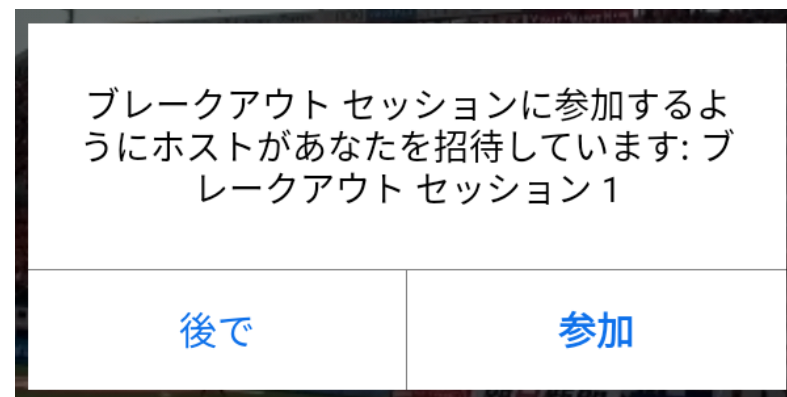 ブレークアウト セッションに参加するよ
うにホストがあなたを招待しています: ブ
レークアウト セッション 1
後で
参加